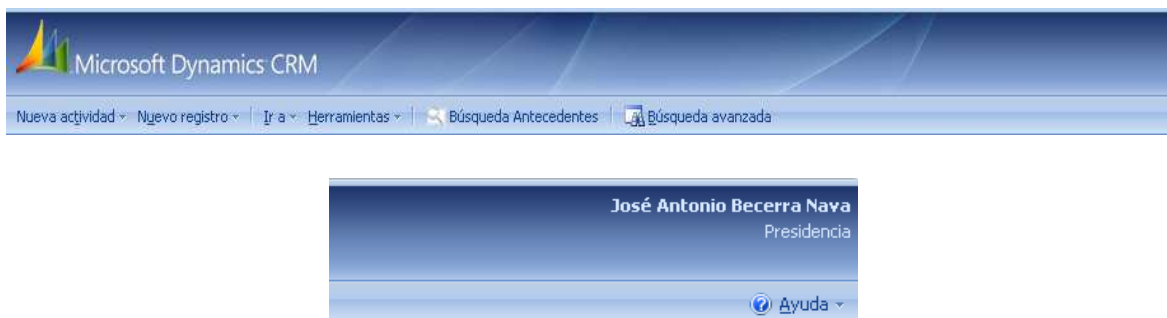 Microsoft Dynamics CRM
Nueva actividad Nuevo registro Ir a Herramientas Búsqueda Antecedentes Búsqueda avanzada
José Antonio Becerra Nava
Presidencia
Ayuda